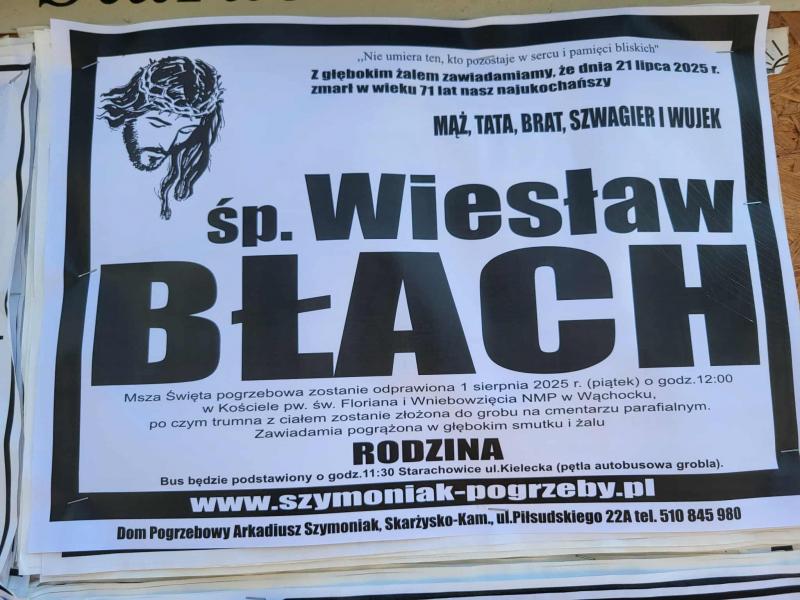 „Nie umiera ten, kto pozostaje w sercu i pamięci bliskich"
Z głębokim żalem zawiadamiamy, że dnia 21 lipca 2025 r.
zmarł w wieku 71 lat nasz najukochańszy
MĄŻ, TATA, BRAT, SZWAGIER I WUJEK
śp. Wiesław
BŁACH
Msza Święta pogrzebowa zostanie odprawiona 1 sierpnia 2025 r. (piątek) o godz.12:00
w Kościele pw. św. Floriana i Wniebowzięcia NMP w Wąchocku,
po czym trumna z ciałem zostanie złożona do grobu na cmentarzu parafialnym.
Zawiadamia pogrążona w głębokim smutku i żalu
RODZINA
Bus będzie podstawiony o godz.11:30 Starachowice ul.Kielecka (pętla autobusowa grobla).
www.szymoniak-pogrzeby.pl
Dom Pogrzebowy Arkadiusz Szymoniak, Skarżysko-Kam., ul.Piłsudskiego 22A tel. 510 845 980